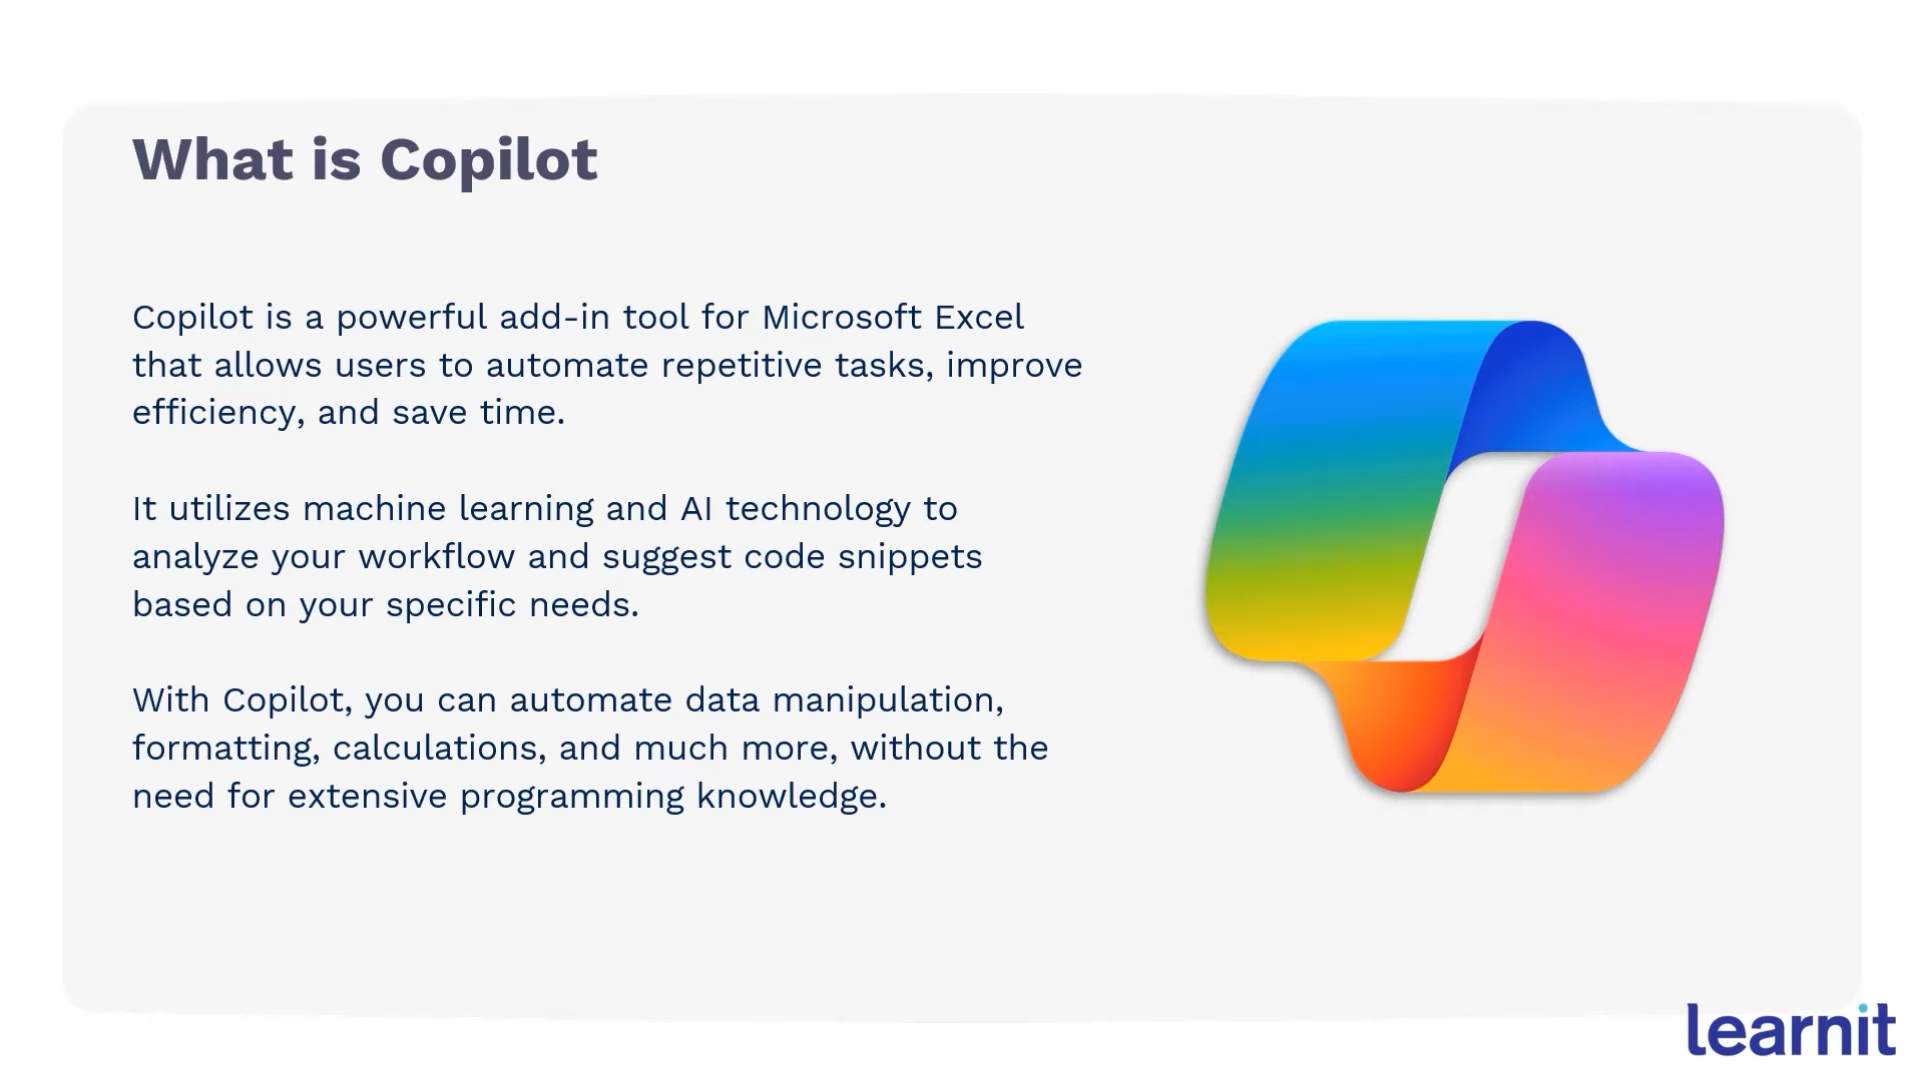 What is Copilot
Copilot is a powerful add-in tool for Microsoft Excel
that allows users to automate repetitive tasks, improve
efficiency, and save time.
It utilizes machine learning and AI technology to
analyze your workflow and suggest code snippets
based on your specific needs.
With Copilot, you can automate data manipulation,
formatting, calculations, and much more, without the
need for extensive programming knowledge.
learnit